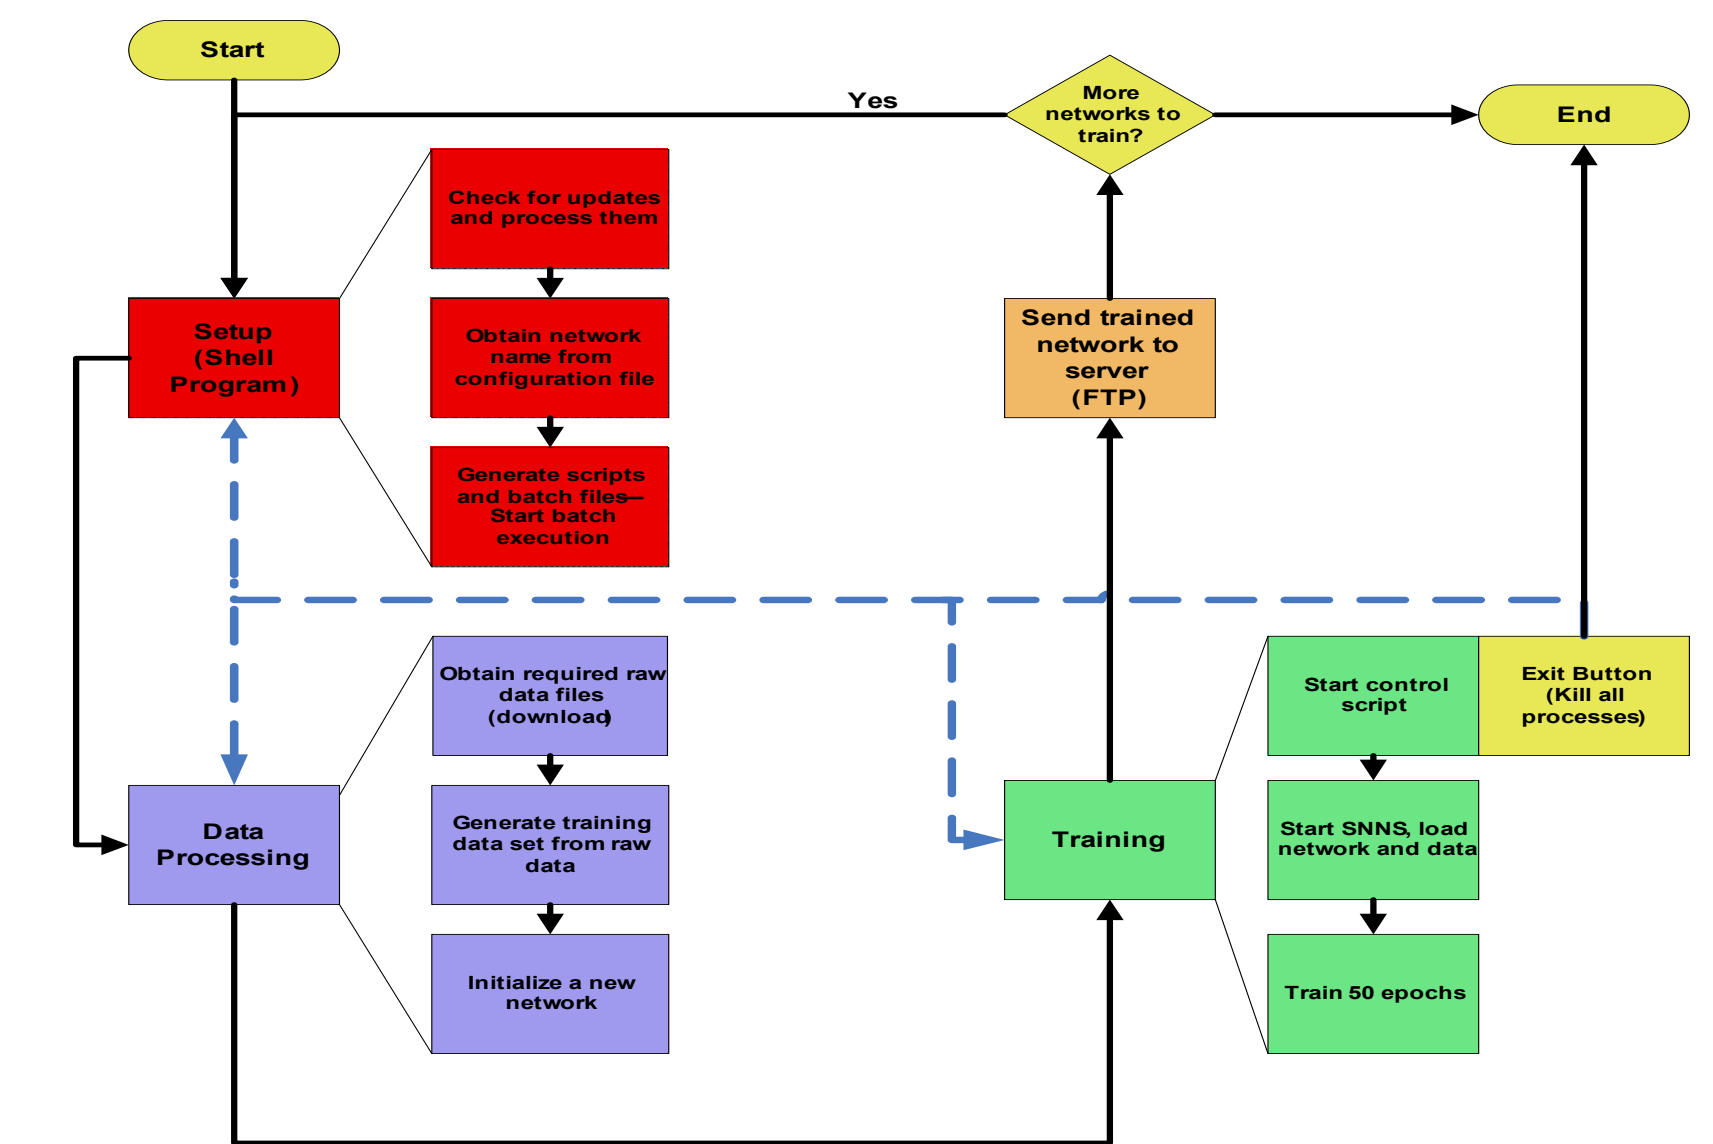 Start
Yes
More
networks to
train?
End
Check for updates
and process them
Setup
(Shell
Program)
Obtain network
name from
configuration file
Send trained
network to
server
(FTP)
Generate scripts
and batch files—
Start batch
execution
Obtain required raw
data files
(download)
Start control
script
Exit Button
(Kill all
processes)
Data
Processing
Generate training
data set from raw
data
Training
Start SNNS, load
network and data
Initialize a new
network
Train 50 epochs